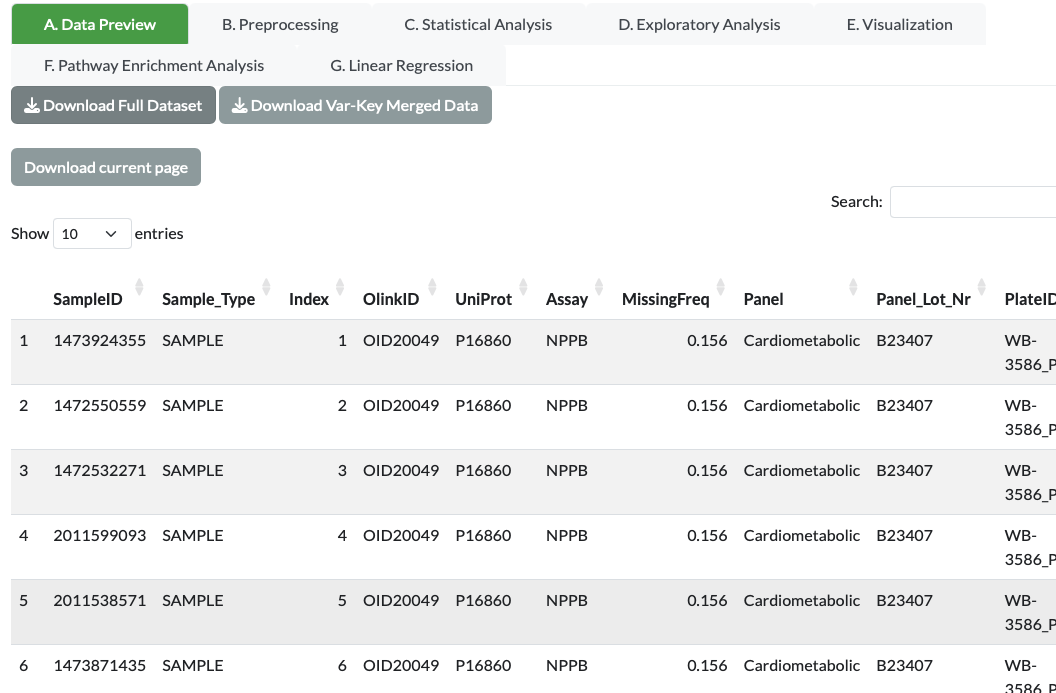 A. Data Preview B. Preprocessing C. Statistical Analysis D. Exploratory Analysis E. Visualization
F. Pathway Enrichment Analysis G. Linear Regression
Download Full Dataset Download Var-Key Merged Data
Download current page
Search:
Show 10 entries
SampleID Sample_Type Index OlinkID UniProt Assay MissingFreq Panel Panel_Lot_Nr PlateID
1 1473924355 SAMPLE 1 OID20049 P16860 NPPB 0.156 Cardiometabolic B23407 WB-
3586_P
2 1472550559 SAMPLE 2 OID20049 P16860 NPPB 0.156 Cardiometabolic B23407 WB-
3586_P
3 1472532271 SAMPLE 3 OID20049 P16860 NPPB 0.156 Cardiometabolic B23407 WB-
3586_P
4 2011599093 SAMPLE 4 OID20049 P16860 NPPB 0.156 Cardiometabolic B23407 WB-
3586_P
5 2011538571 SAMPLE 5 OID20049 P16860 NPPB 0.156 Cardiometabolic B23407 WB-
3586_P
6 1473871435 SAMPLE 6 OID20049 P16860 NPPB 0.156 Cardiometabolic B23407 WB-
3586_P